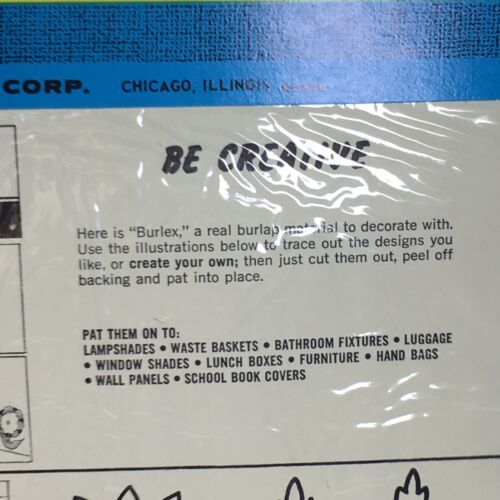 CORP. CHICAGO, ILLINOIS
BE CREATIVE
Here is "Burlex," a real burlap material to decorate with.
Use the illustrations below to trace out the designs you
like, or create your own; then just cut them out, peel off
backing and pat into place.
PAT THEM ON TO:
LAMPSHADES • WASTE BASKETS • BATHROOM FIXTURES • LUGGAGE
• WINDOW SHADES • LUNCH BOXES • FURNITURE • HAND BAGS
• WALL PANELS • SCHOOL BOOK COVERS